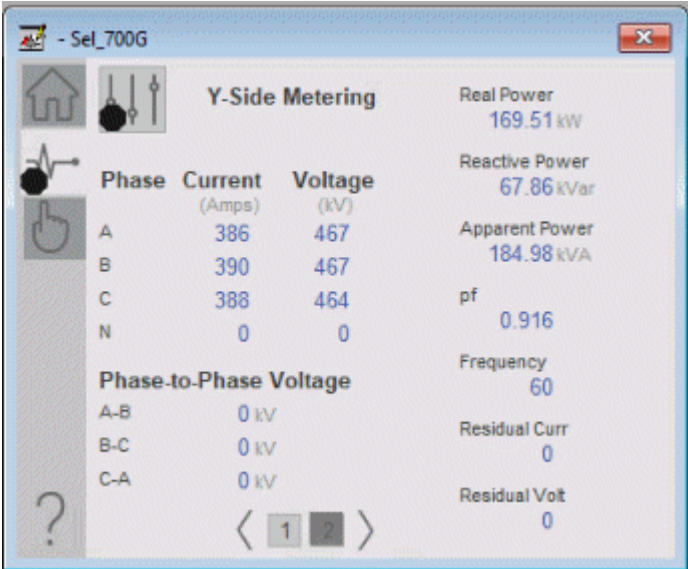 - Sel_700G
Y-Side Metering
Phase Current Voltage
(Amps) (kV)
A 386 467
B 390 467
C 388 464
N 0 0
Phase-to-Phase Voltage
A-B 0 kV
B-C 0 kV
C-A 0 kV
1 2
Real Power
169.51 kW
Reactive Power
67.86 kVar
Apparent Power
184.98 kVA
pf
0.916
Frequency
60
Residual Curr
0
Residual Volt
0
?